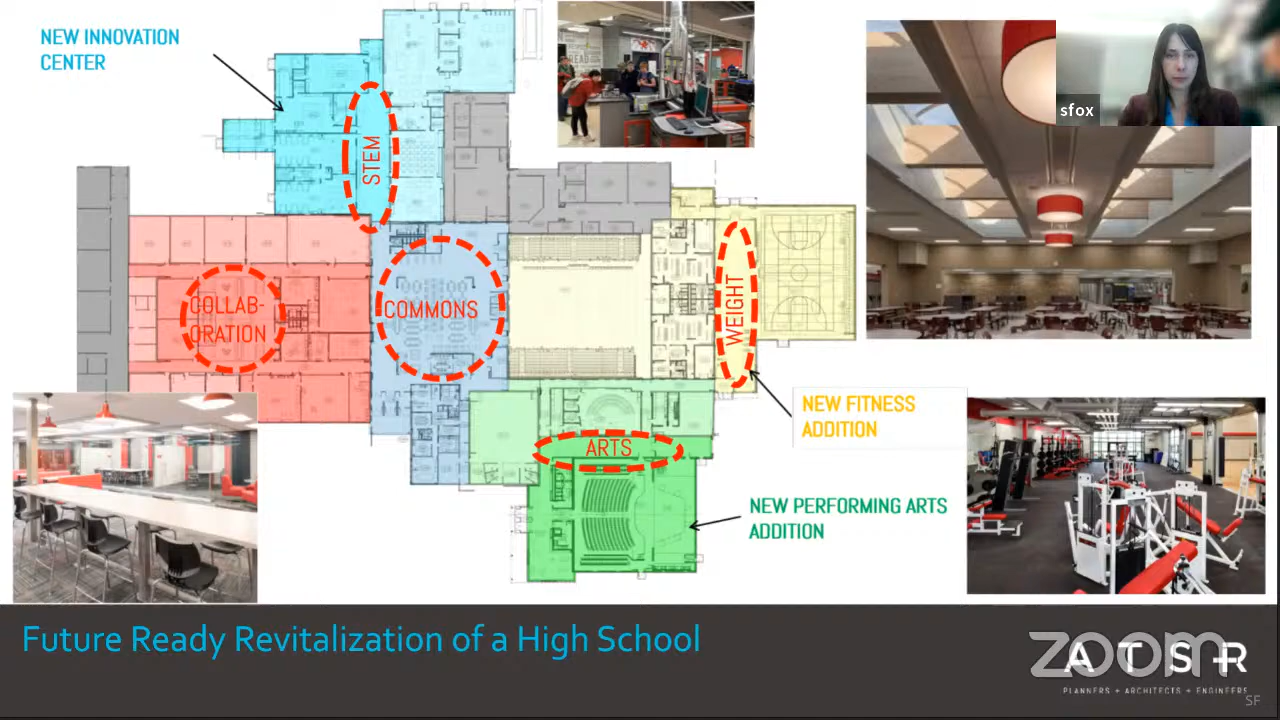 NEW INNOVATION
CENTER
sfox
STEM
COLLAB-
ORATION
COMMONS
WEIGHT
NEW FITNESS
ADDITION
ARTS
NEW PERFORMING ARTS
ADDITION
Future Ready Revitalization of a High School
zoom
ATSR
PLANNERS + ARCHITECTS + ENGINEERS
SF